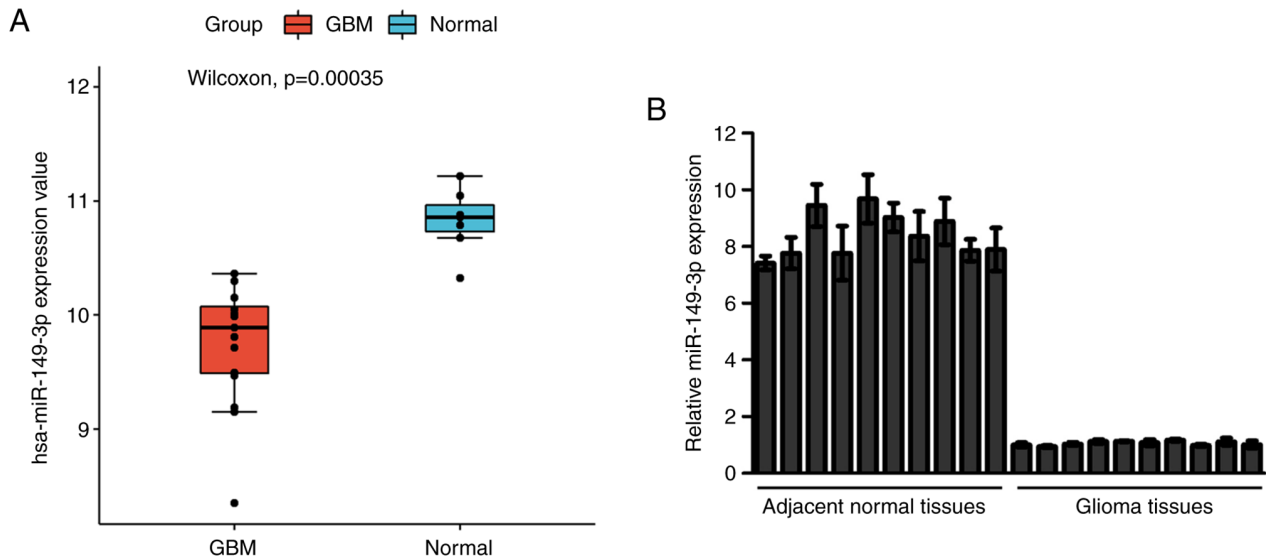 A
Group GBM Normal
Wilcoxon, p=0.00035
hsa-miR-149-3p expression value
12
11
10
9
GBM Normal
B
Relative miR-149-3p expression
12
10
8
6
4
2
0
Adjacent normal tissues Glioma tissues